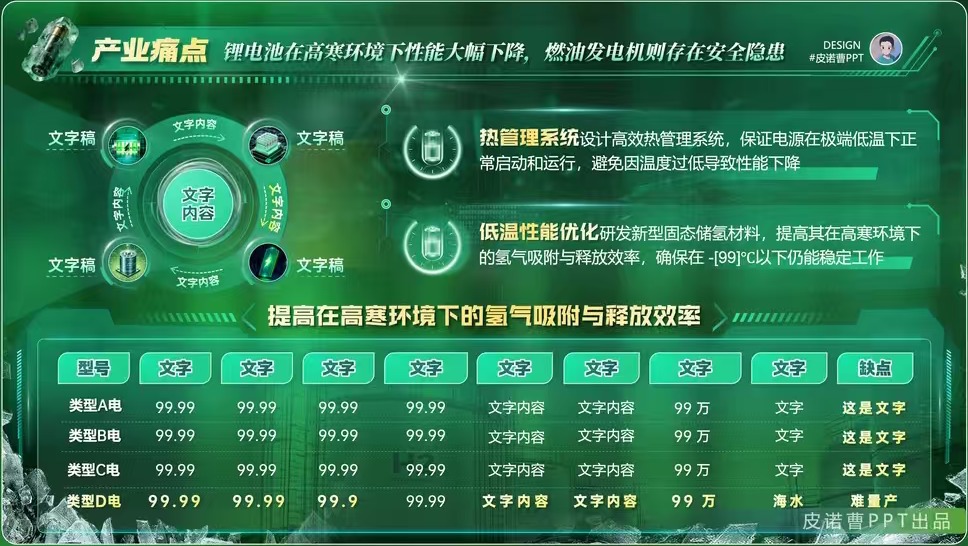 产业痛点 锂电池在高寒环境下性能大幅下降，燃油发电机则存在安全隐患
DESIGN
#皮诺曹PPT
文字稿
文字内容
文字稿
文字内容
文字
内容
文字内容
文字稿
文字内容
文字稿
热管理系统设计高效热管理系统，保证电源在极端低温下正
常启动和运行，避免因温度过低导致性能下降
低温性能优化研发新型固态储氢材料，提高其在高寒环境下
的氢气吸附与释放效率，确保在 -[99]°C以下仍能稳定工作
提高在高寒环境下的氢气吸附与释放效率
型号 文字 文字 文字 文字 文字 文字 文字 文字 缺点
类型A电 99.99 99.99 99.99 99.99 文字内容 文字内容 99 万 文字 这是文字
类型B电 99.99 99.99 99.99 99.99 文字内容 文字内容 99 万 文字 这是文字
类型C电 99.99 99.99 99.99 99.99 文字内容 文字内容 99 万 文字 这是文字
H2
类型D电 99.99 99.99 99.9 99.99 文字内容 文字内容 99 万 海水 难量产
皮诺曹PPT出品